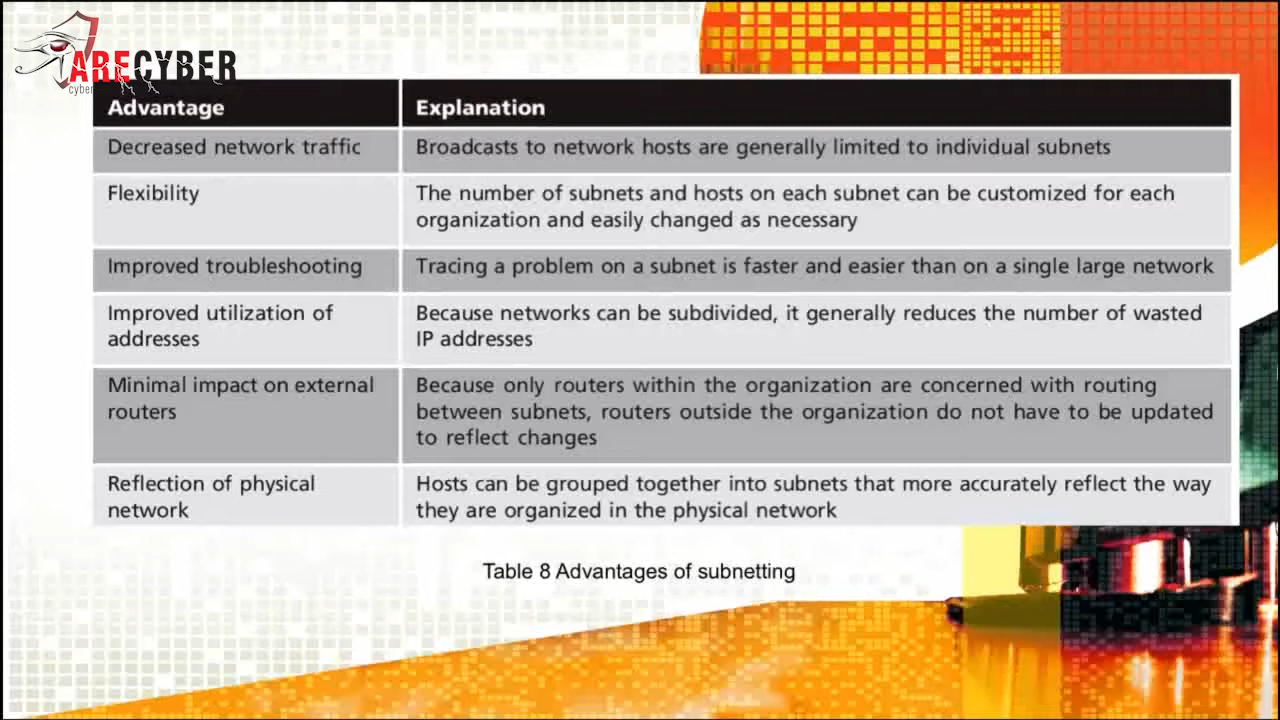 ARECYBER
cyber
Advantage
Explanation
Decreased network traffic
Broadcasts to network hosts are generally limited to individual subnets
Flexibility
The number of subnets and hosts on each subnet can be customized for each
organization and easily changed as necessary
Improved troubleshooting
Tracing a problem on a subnet is faster and easier than on a single large network
Improved utilization of
addresses
Because networks can be subdivided, it generally reduces the number of wasted
IP addresses
Minimal impact on external
routers
Because only routers within the organization are concerned with routing
between subnets, routers outside the organization do not have to be updated
to reflect changes
Reflection of physical
network
Hosts can be grouped together into subnets that more accurately reflect the way
they are organized in the physical network
Table 8 Advantages of subnetting